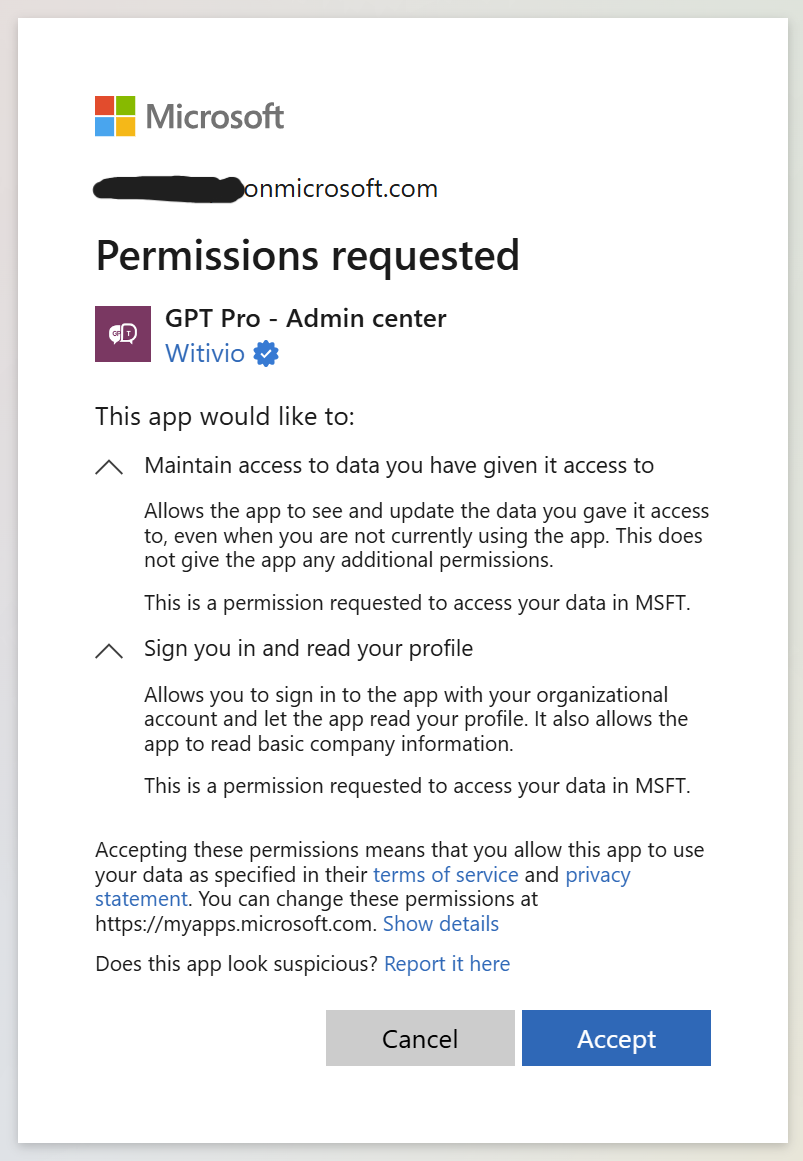 Microsoft
onmicrosoft.com
Permissions requested
GPT Pro - Admin center
Witivio
This app would like to:
Maintain access to data you have given it access to
Allows the app to see and update the data you gave it access
to, even when you are not currently using the app. This does
not give the app any additional permissions.
This is a permission requested to access your data in MSFT.
Sign you in and read your profile
Allows you to sign in to the app with your organizational
account and let the app read your profile. It also allows the
app to read basic company information.
This is a permission requested to access your data in MSFT.
Accepting these permissions means that you allow this app to use
your data as specified in their terms of service and privacy
statement. You can change these permissions at
https://myapps.microsoft.com. Show details
Does this app look suspicious? Report it here
Cancel Accept